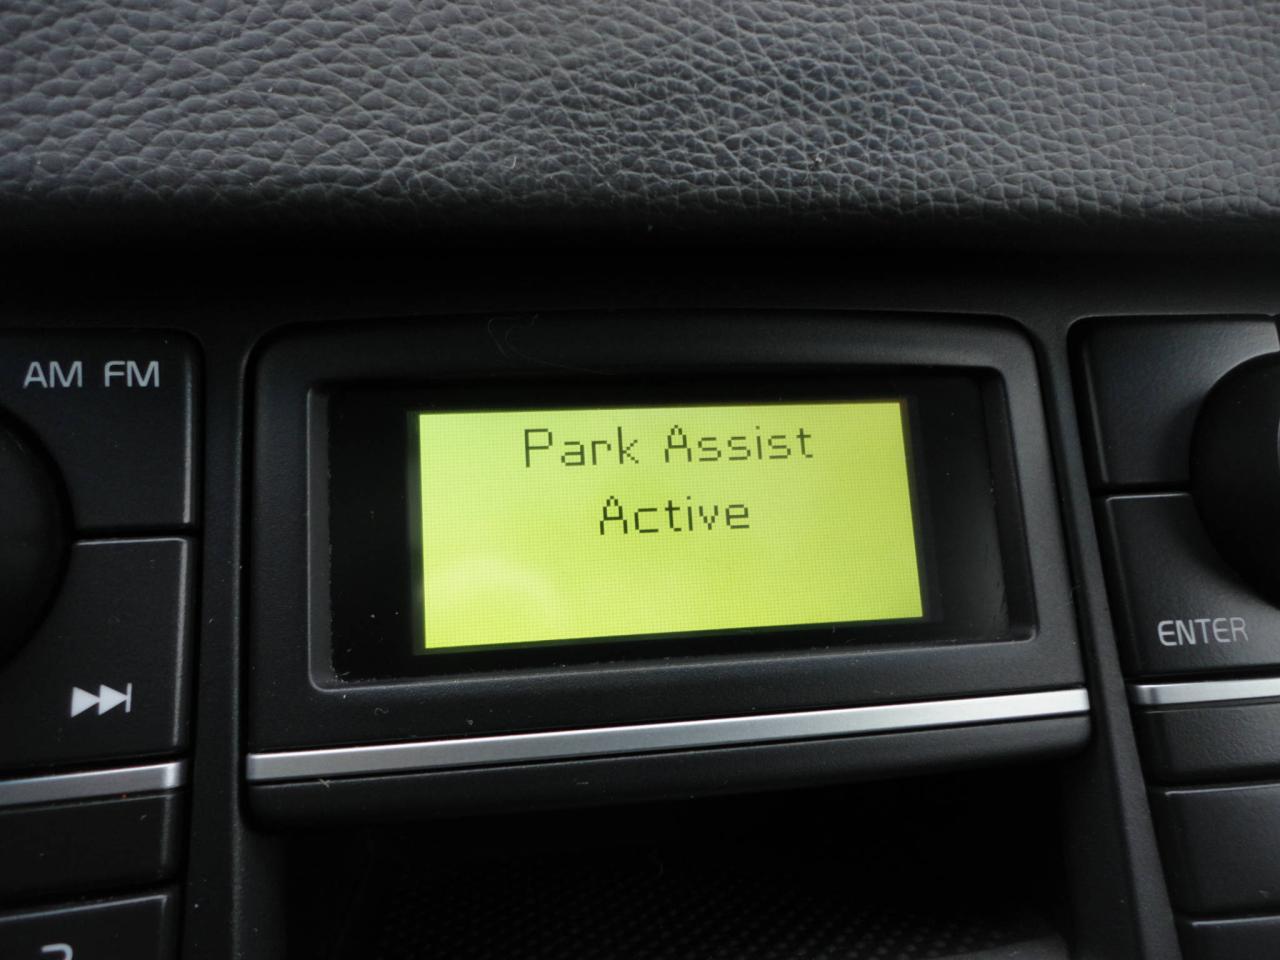 AM FM
Park Assist
Active
ENTER